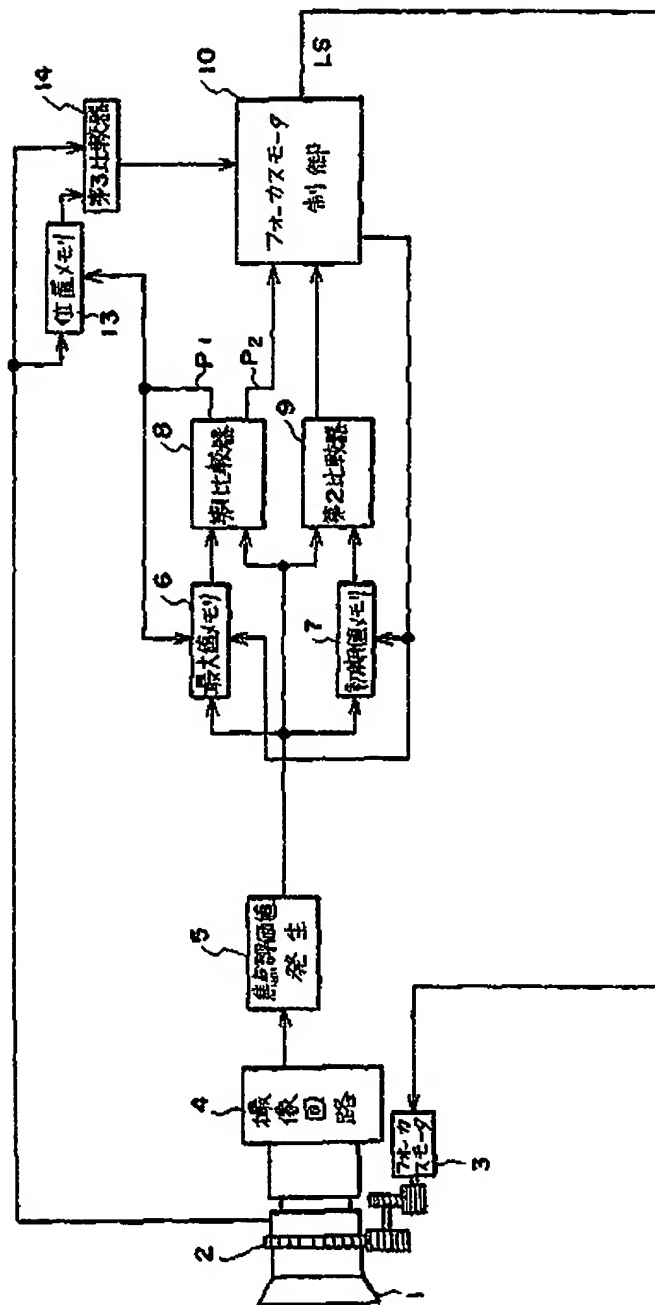 1
2
フォーカ
スモータ
3
4
撮像回路
5
焦点評価値
発生
6
最大値メモリ
7
初期値メモリ
8
第1比較器
P1
P2
9
第2比較器
10
フォーカスモータ
制御
LS
13
位置メモリ
14
第3比較器